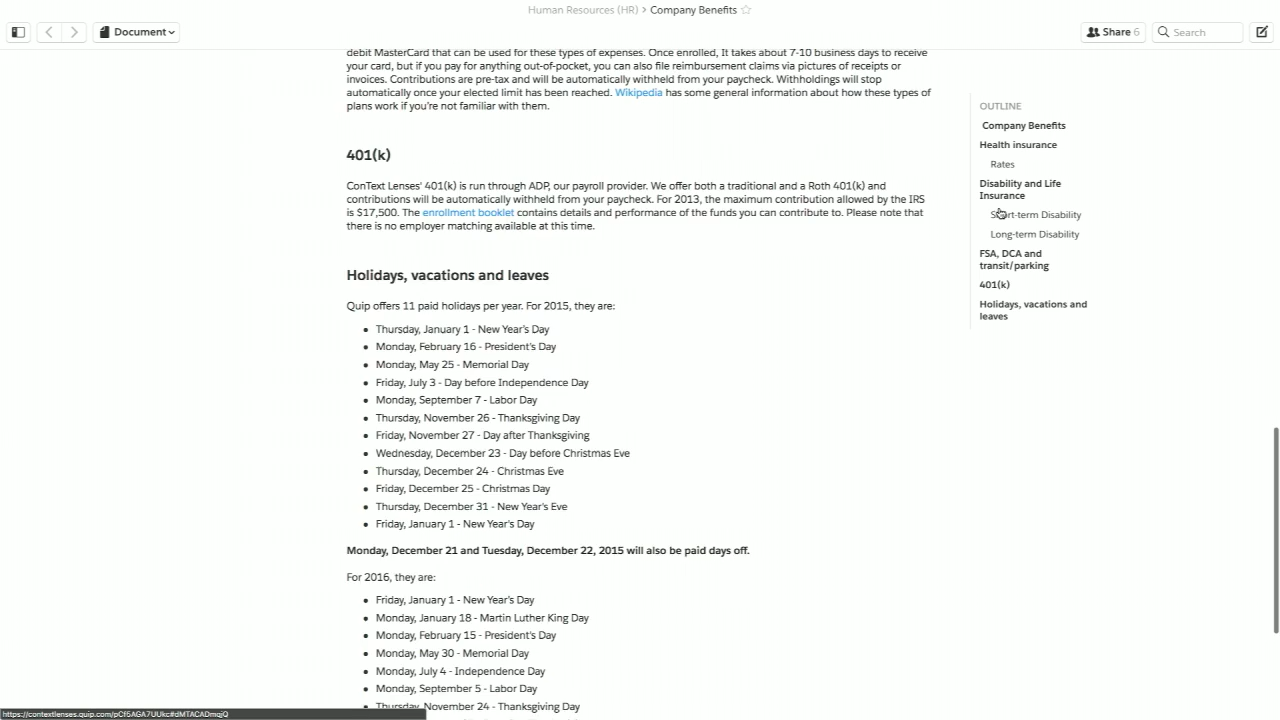 Human Resources (HR) > Company Benefits
Document
Share 6
Search
debit MasterCard that can be used for these types of expenses. Once enrolled, It takes about 7-10 business days to receive
your card, but if you pay for anything out-of-pocket, you can also file reimbursement claims via pictures of receipts or
invoices. Contributions are pre-tax and will be automatically withheld from your paycheck. Withholdings will stop
automatically once your elected limit has been reached. Wikipedia has some general information about how these types of
plans work if you're not familiar with them.
401(k)
ConText Lenses' 401(k) is run through ADP, our payroll provider. We offer both a traditional and a Roth 401(k) and
contributions will be automatically withheld from your paycheck. For 2013, the maximum contribution allowed by the IRS
is $17,500. The enrollment booklet contains details and performance of the funds you can contribute to. Please note that
there is no employer matching available at this time.
Holidays, vacations and leaves
Quip offers 11 paid holidays per year. For 2015, they are:
• Thursday, January 1 - New Year's Day
• Monday, February 16 - President's Day
• Monday, May 25 - Memorial Day
• Friday, July 3 - Day before Independence Day
• Monday, September 7 - Labor Day
• Thursday, November 26 - Thanksgiving Day
• Friday, November 27 - Day after Thanksgiving
• Wednesday, December 23 - Day before Christmas Eve
• Thursday, December 24 - Christmas Eve
• Friday, December 25 - Christmas Day
• Thursday, December 31 - New Year's Eve
• Friday, January 1 - New Year's Day
Monday, December 21 and Tuesday, December 22, 2015 will also be paid days off.
For 2016, they are:
• Friday, January 1 - New Year's Day
• Monday, January 18 - Martin Luther King Day
• Monday, February 15 - President's Day
• Monday, May 30 - Memorial Day
• Monday, July 4 - Independence Day
• Monday, September 5 - Labor Day
• Thursday, November 24 - Thanksgiving Day
OUTLINE
Company Benefits
Health insurance
Rates
Disability and Life
Insurance
Short-term Disability
Long-term Disability
FSA, DCA and
transit/parking
401(k)
Holidays, vacations and
leaves
https://contextlenses.quip.com/pCf5AGA7UUkc#dMTACADmqjQ